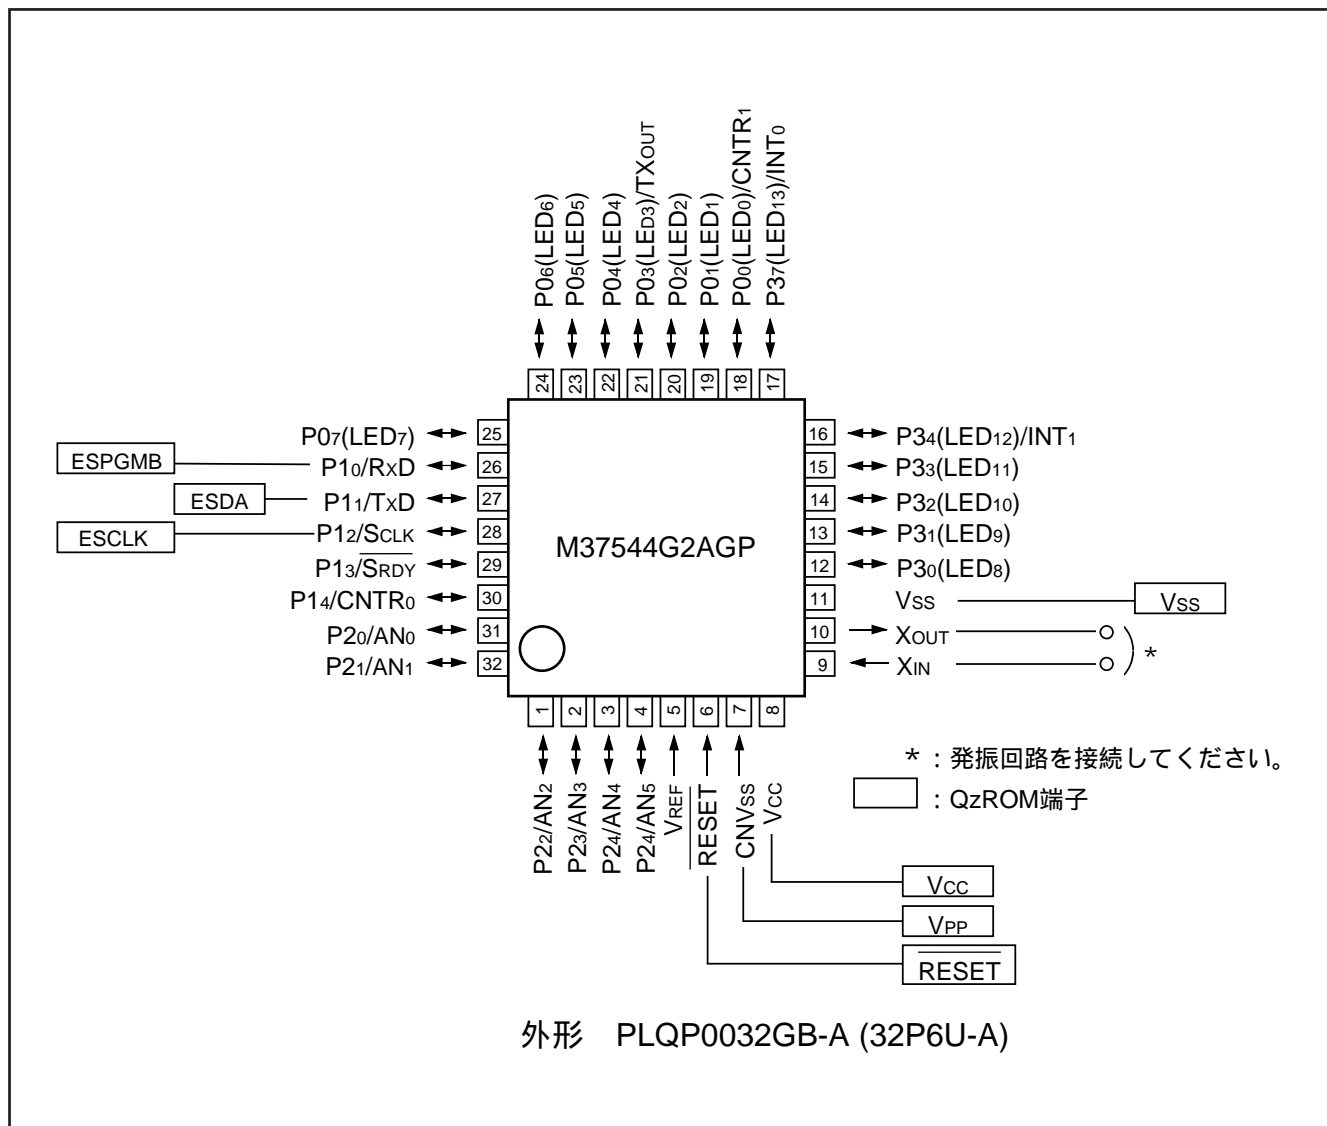 P06(LED6)
P05(LED5)
P04(LED4)
P03(LED3)/TXOUT
P02(LED2)
P01(LED1)
P00(LED0)/CNTR1
P37(LED13)/INT0
24
23
22
21
20
19
18
17
P07(LED7)
25
ESPGMB
P10/RXD
26
ESDA
P11/TXD
27
ESCLK
P12/SCLK
28
P13/SRDY
29
P14/CNTR0
30
P20/AN0
31
P21/AN1
32
M37544G2AGP
16
P34(LED12)/INT1
15
P33(LED11)
14
P32(LED10)
13
P31(LED9)
12
P30(LED8)
11
VSS
VSS
10
XOUT
9
XIN
*
1
2
3
4
5
6
7
8
P22/AN2
P23/AN3
P24/AN4
P24/AN5
VREF
RESET
CNVSS
VCC
* : 発振回路を接続してください。
: QzROM端子
VCC
VPP
RESET
外形 PLQP0032GB-A (32P6U-A)